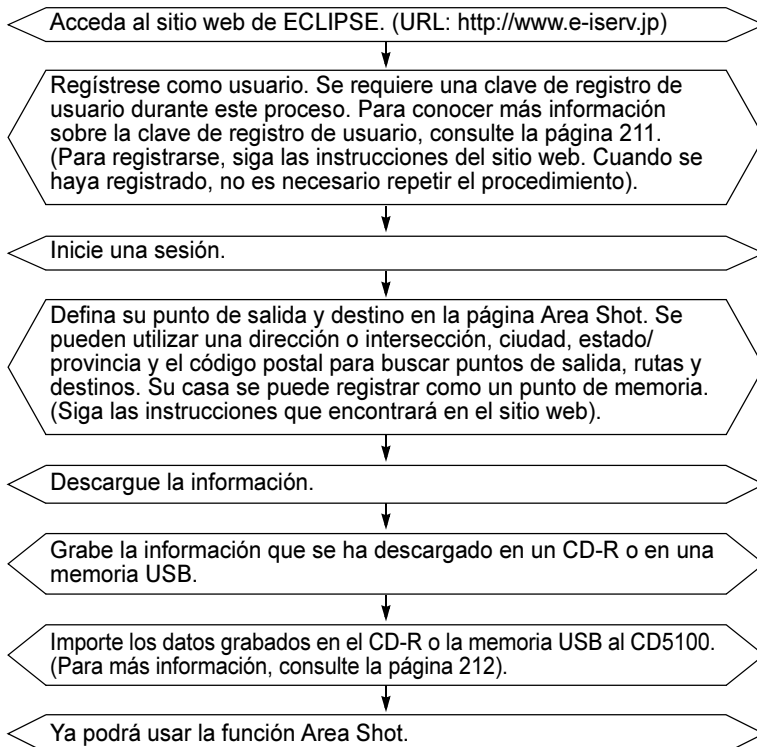 Acceda al sitio web de ECLIPSE. (URL: http://www.e-iserv.jp)
Regístrese como usuario. Se requiere una clave de registro de
usuario durante este proceso. Para conocer más información
sobre la clave de registro de usuario, consulte la página 211.
(Para registrarse, siga las instrucciones del sitio web. Cuando se
haya registrado, no es necesario repetir el procedimiento).
Inicie una sesión.
Defina su punto de salida y destino en la página Area Shot. Se
pueden utilizar una dirección o intersección, ciudad, estado/
provincia y el código postal para buscar puntos de salida, rutas y
destinos. Su casa se puede registrar como un punto de memoria.
(Siga las instrucciones que encontrará en el sitio web).
Descargue la información.
Grabe la información que se ha descargado en un CD-R o en una
memoria USB.
Importe los datos grabados en el CD-R o la memoria USB al CD5100.
(Para más información, consulte la página 212).
Ya podrá usar la función Area Shot.